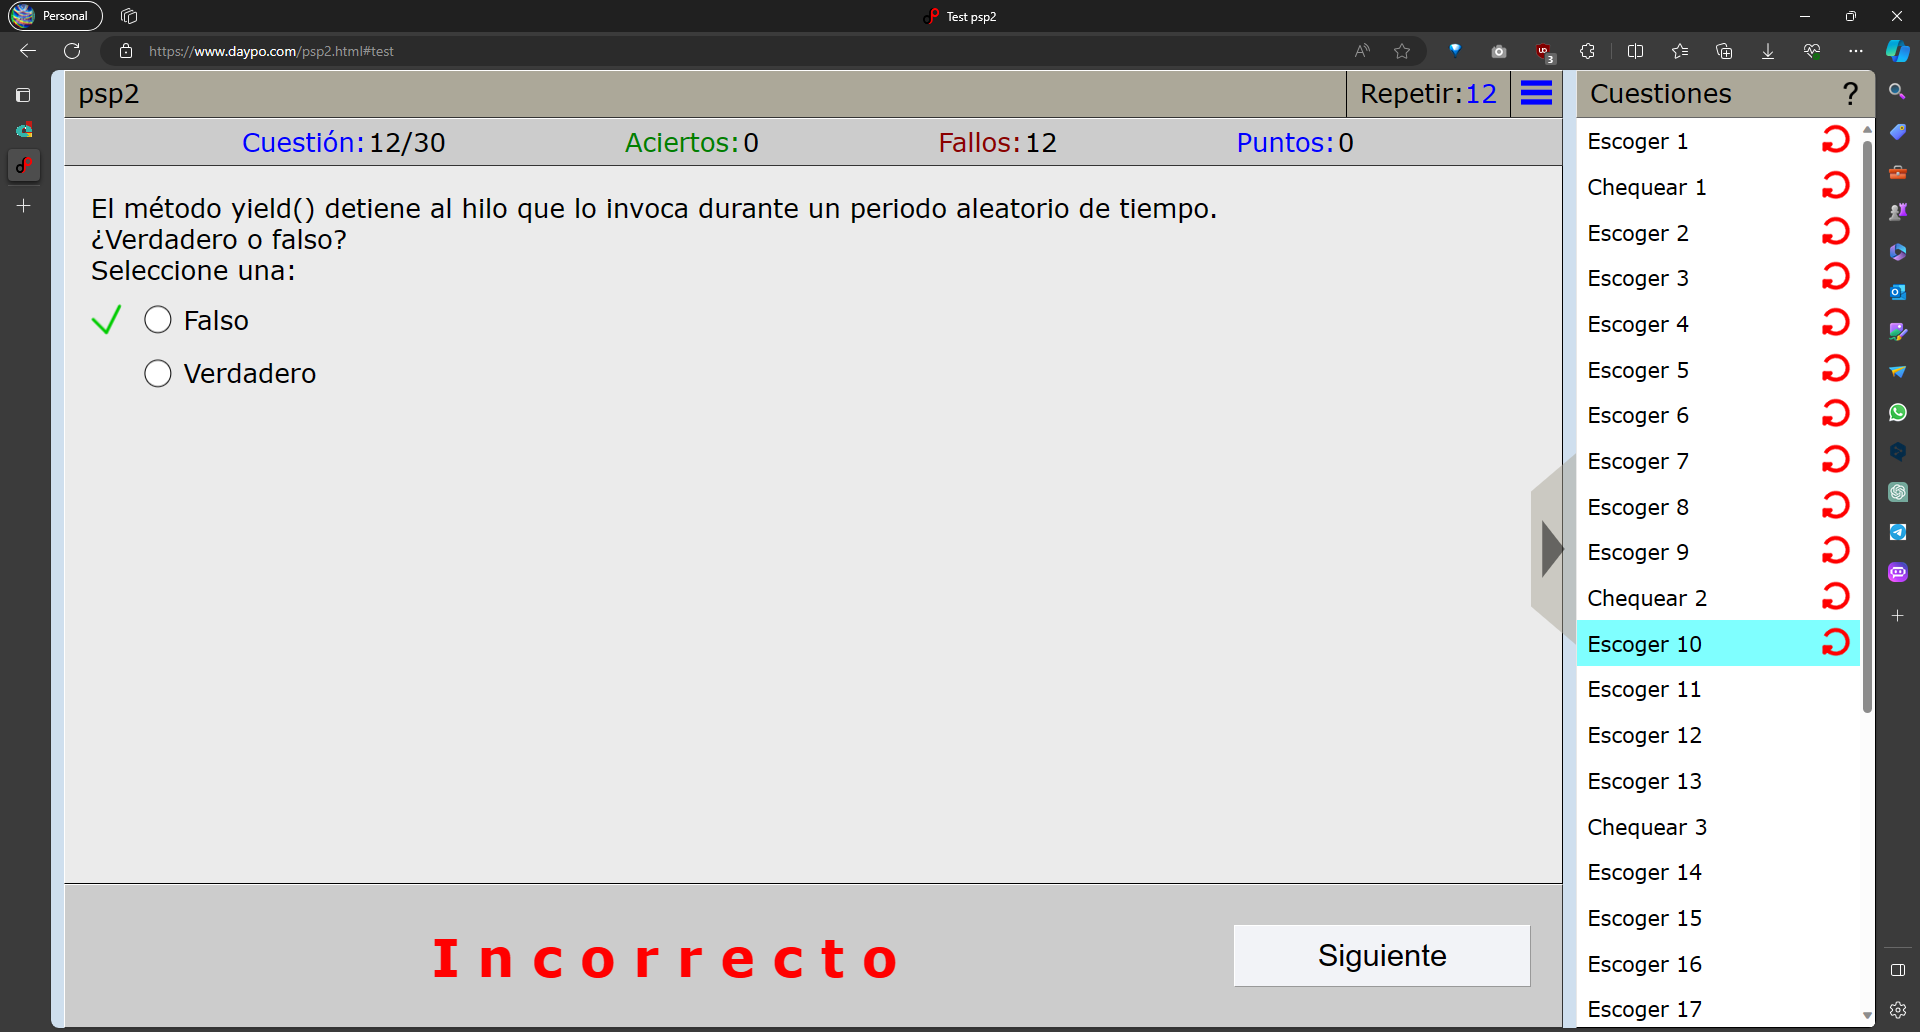 Personal
Test psp2
https://www.daypo.com/psp2.html#test
3
psp2
Repetir:12
Cuestiones
?
Cuestión:12/30
Aciertos:0
Fallos:12
Puntos:0
El método yield() detiene al hilo que lo invoca durante un periodo aleatorio de tiempo.
¿Verdadero o falso?
Seleccione una:
Falso
Verdadero
Incorrecto
Siguiente
Escoger 1
Chequear 1
Escoger 2
Escoger 3
Escoger 4
Escoger 5
Escoger 6
Escoger 7
Escoger 8
Escoger 9
Chequear 2
Escoger 10
Escoger 11
Escoger 12
Escoger 13
Chequear 3
Escoger 14
Escoger 15
Escoger 16
Escoger 17